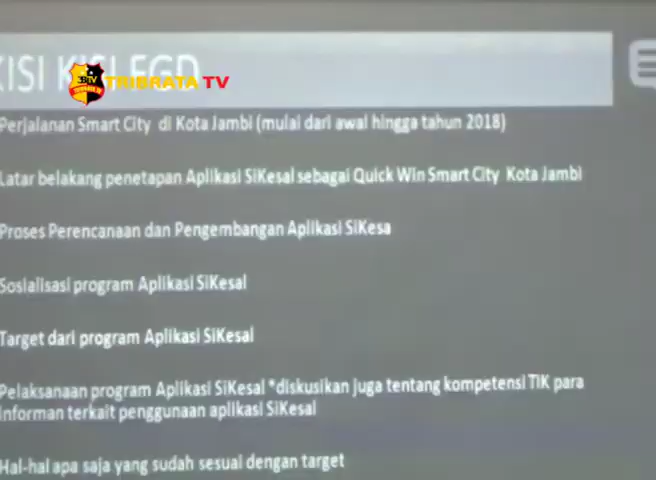 KISI KISI FGD
TRIBRATA TV
Perjalanan Smart City di Kota Jambi (mulai dari awal hingga tahun 2018)
Latar belakang penetapan Aplikasi SiKesal sebagai Quick Win Smart City Kota Jambi
Proses Perencanaan dan Pengembangan Aplikasi SiKesa
Sosialisasi program Aplikasi SiKesal
Target dari program Aplikasi SiKesal
Pelaksanaan program Aplikasi SiKesal *diskusikan juga tentang kompetensi TIK para
informan terkait penggunaan aplikasi SiKesal
Hal-hal apa saja yang sudah sesuai dengan target